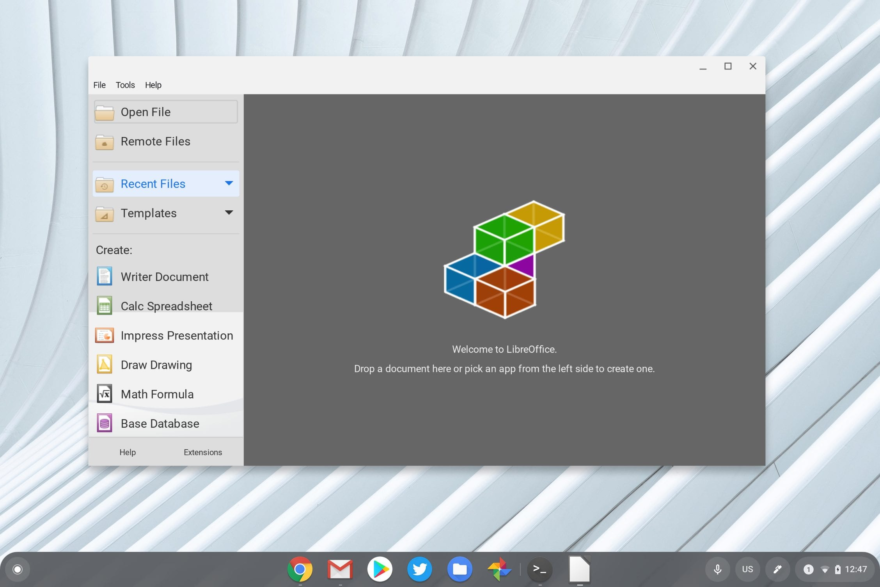 File Tools Help
Open File
Remote Files
Recent Files
Templates
Create:
Writer Document
Calc Spreadsheet
Impress Presentation
Draw Drawing
√x
Math Formula
Base Database
Help Extensions
Welcome to LibreOffice.
Drop a document here or pick an app from the left side to create one.
>_
US
1
12:47